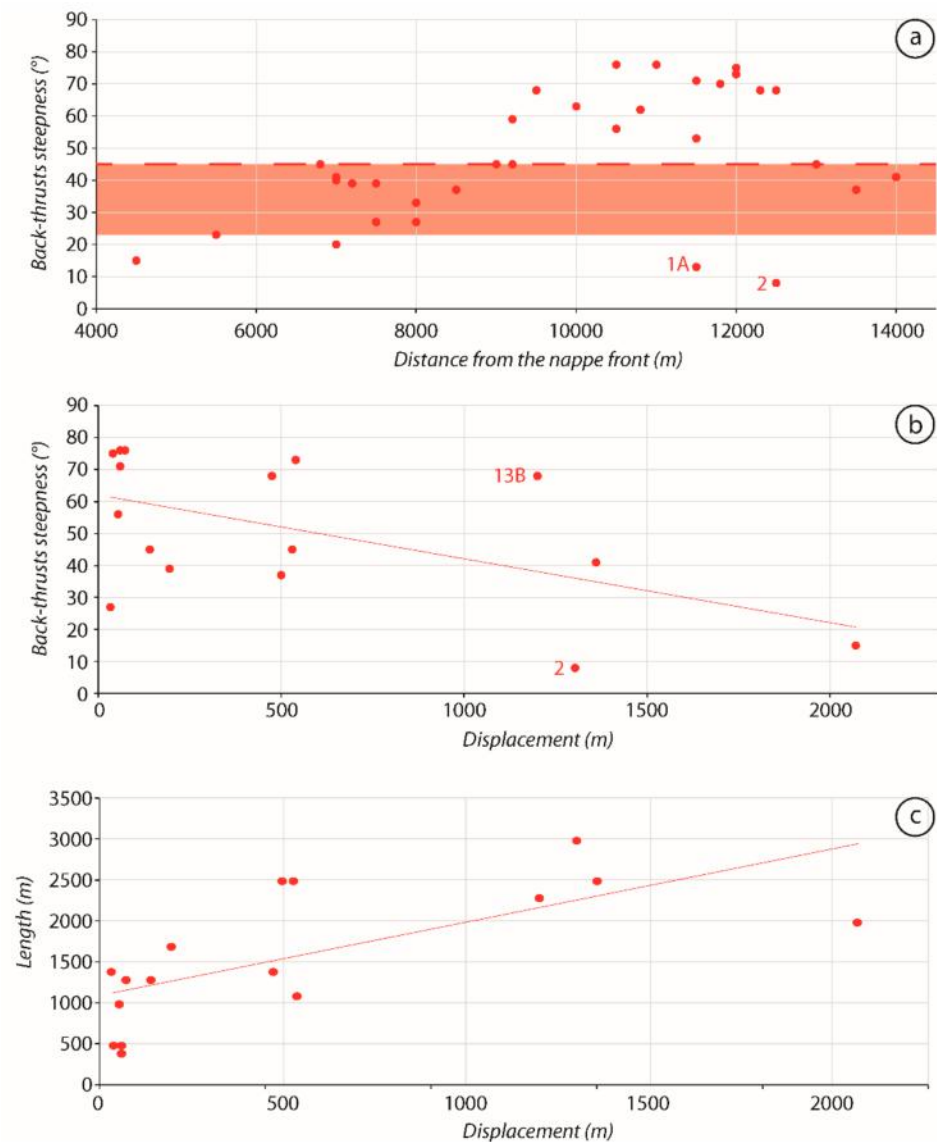 a
90
80
70
60
50
40
30
20
10
0
Back-thrusts steepness (°)
1A
2
4000 6000 8000 10000 12000 14000
Distance from the nappe front (m)
b
90
80
70
60
50
40
30
20
10
0
Back-thrusts steepness (°)
13B
2
0 500 1000 1500 2000
Displacement (m)
c
3500
3000
2500
2000
1500
1000
500
0
Length (m)
0 500 1000 1500 2000
Displacement (m)